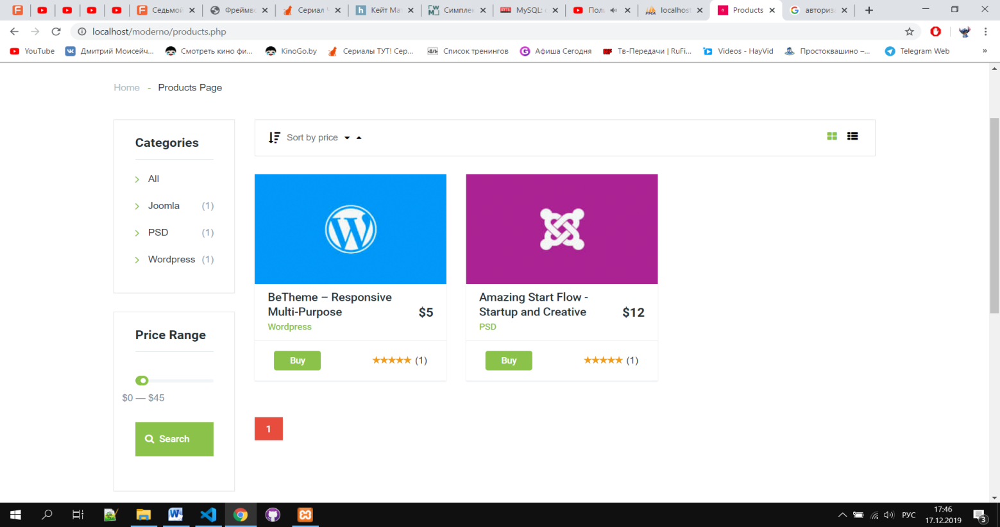 Седьмой
Фреймво
Сериал Ч
Кейт Мат
Симплек
MySQL: с
Поли
localhost
Products
авториза
localhost/moderno/products.php
YouTube
Дмитрий Моисейч...
Смотреть кино фи...
KinoGo.by
Сериалы ТУТ! Сер...
Список тренингов
Афиша Сегодня
Тв-Передачи | RuFi...
Videos - HayVid
Простоквашино –...
Telegram Web
»
Home - Products Page
Categories
All
Joomla (1)
PSD (1)
Wordpress (1)
Price Range
$0 — $45
Search
Sort by price
BeTheme – Responsive
Multi-Purpose
$5
Wordpress
Buy
★★★★★ (1)
Amazing Start Flow -
Startup and Creative
$12
PSD
Buy
★★★★★ (1)
1
РУС
17:46
17.12.2019
3